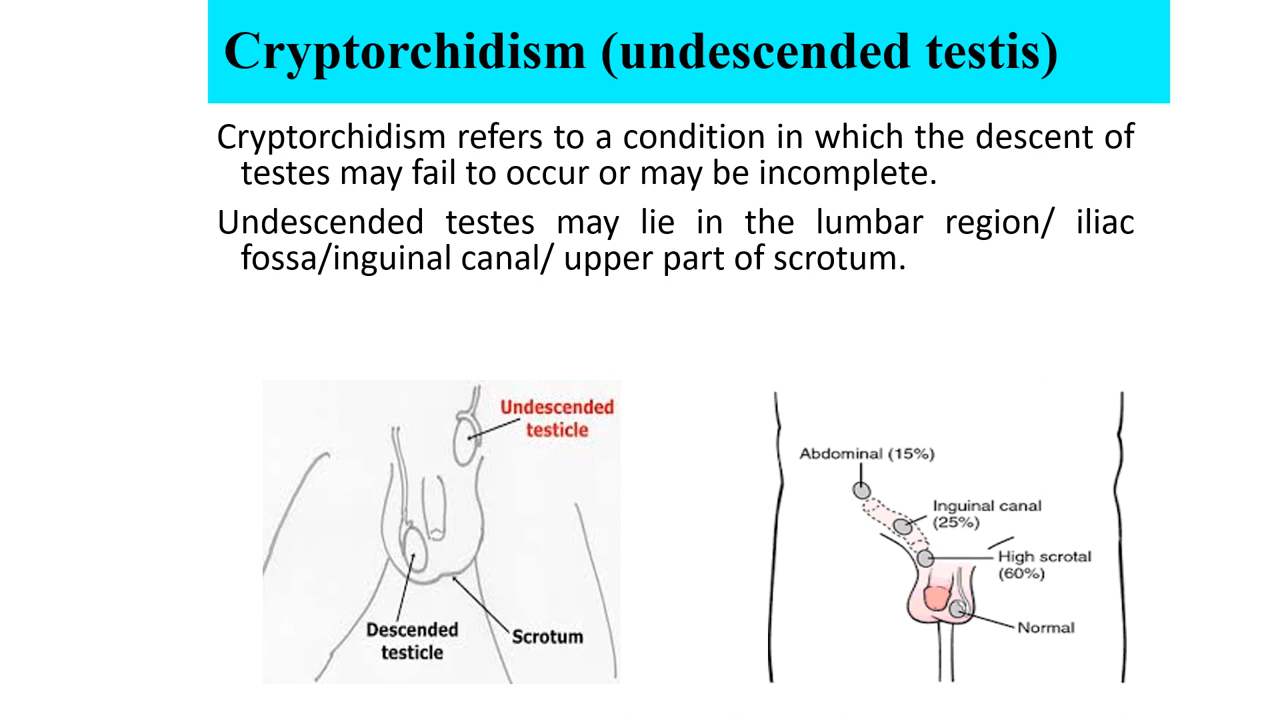 Cryptorchidism (undescended testis)
Cryptorchidism refers to a condition in which the descent of
testes may fail to occur or may be incomplete.
Undescended testes may lie in the lumbar region/ iliac
fossa/inguinal canal/ upper part of scrotum.
Undescended
testicle
Descended
testicle
Scrotum
Abdominal (15%)
Inguinal canal
(25%)
High scrotal
(60%)
Normal